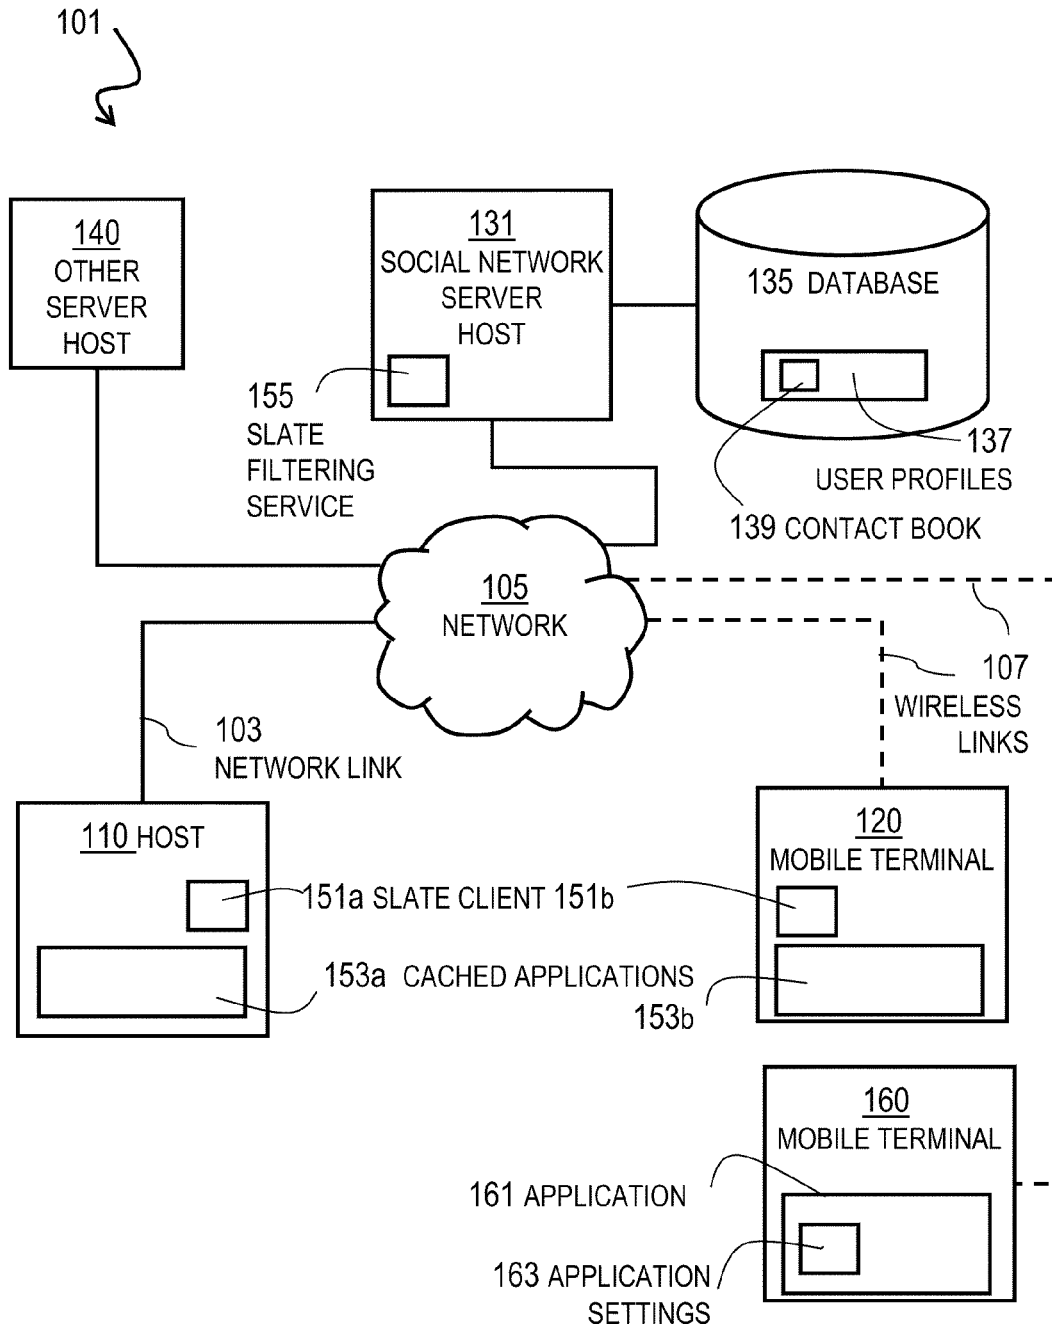 101
140
OTHER
SERVER
HOST
131
SOCIAL NETWORK
SERVER
HOST
135 DATABASE
155
SLATE
FILTERING
SERVICE
137
USER PROFILES
139 CONTACT BOOK
105
NETWORK
107
WIRELESS
LINKS
103
NETWORK LINK
110 HOST
120
MOBILE TERMINAL
151a SLATE CLIENT 151b
153a CACHED APPLICATIONS
153b
160
MOBILE TERMINAL
161 APPLICATION
163 APPLICATION
SETTINGS